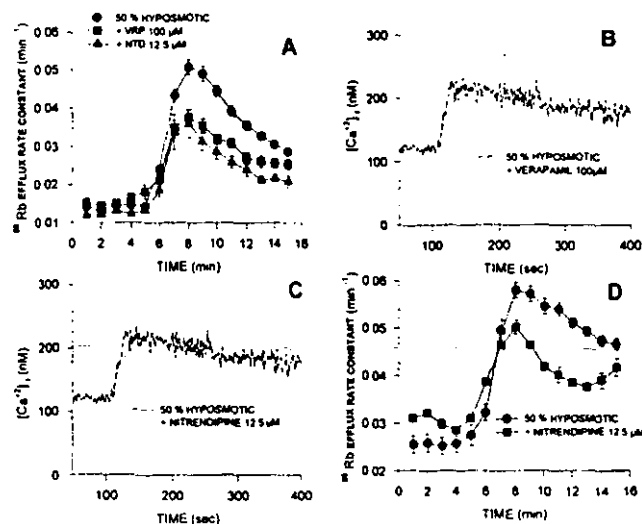 50 % HYPOSMOTIC
+ VRP 100 µM
+ NTD 12 5 µM
A
86 Rb EFFLUX RATE CONSTANT (min⁻¹)
0 06
0 05
0 04
0 03
0 02
0 01
0 2 4 6 8 10 12 14 16
TIME (min)
B
[Ca⁺²], (nM)
300
200
100
0
50 % HYPOSMOTIC
+ VERAPAMIL 100µM
100 200 300 400
TIME (sec)
C
[Ca⁺²], (nM)
300
200
100
0
50 % HYPOSMOTIC
+ NITRENDIPINE 12 5 µM
100 200 300 400
TIME (sec)
D
86 Rb EFFLUX RATE CONSTANT (min⁻¹)
0 06
0 05
0 04
0 03
0 02
50 % HYPOSMOTIC
+ NITRENDIPINE 12 5 µM
0 2 4 6 8 10 12 14 16
TIME (min)